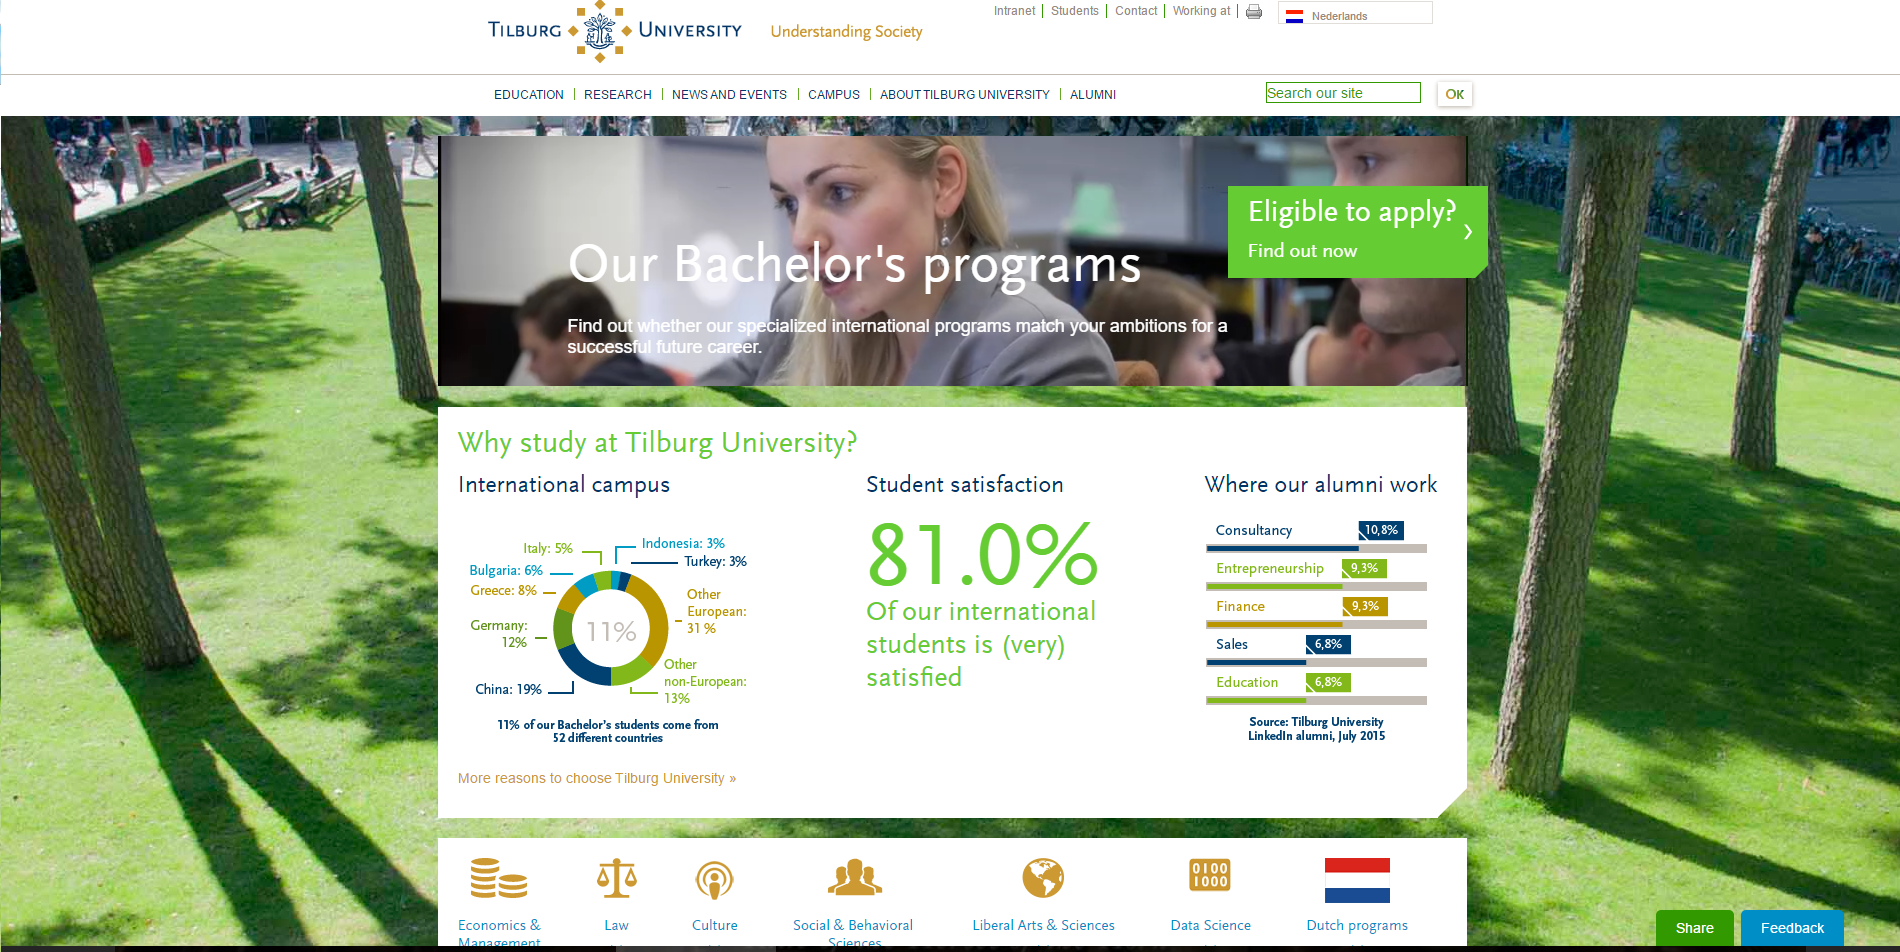 TILBURG UNIVERSITY
Understanding Society
Intranet
Students
Contact
Working at
Nederlands
EDUCATION
RESEARCH
NEWS AND EVENTS
CAMPUS
ABOUT TILBURG UNIVERSITY
ALUMNI
Search our site
OK
Our Bachelor's programs
Find out whether our specialized international programs match your ambitions for a
successful future career.
Eligible to apply?
Find out now
Why study at Tilburg University?
International campus
Italy: 5%
Indonesia: 3%
Turkey: 3%
Bulgaria: 6%
Greece: 8%
Other
European:
31 %
Germany:
12%
11%
Other
non-European:
13%
China: 19%
11% of our Bachelor's students come from
52 different countries
More reasons to choose Tilburg University »
Student satisfaction
81.0%
Of our international
students is (very)
satisfied
Where our alumni work
Consultancy
10,8%
Entrepreneurship
9,3%
Finance
9,3%
Sales
6,8%
Education
6,8%
Source: Tilburg University
LinkedIn alumni, July 2015
0100
1000
Economics &
Management
Law
Culture
Social & Behavioral
Sciences
Liberal Arts & Sciences
Data Science
Dutch programs
Share
Feedback